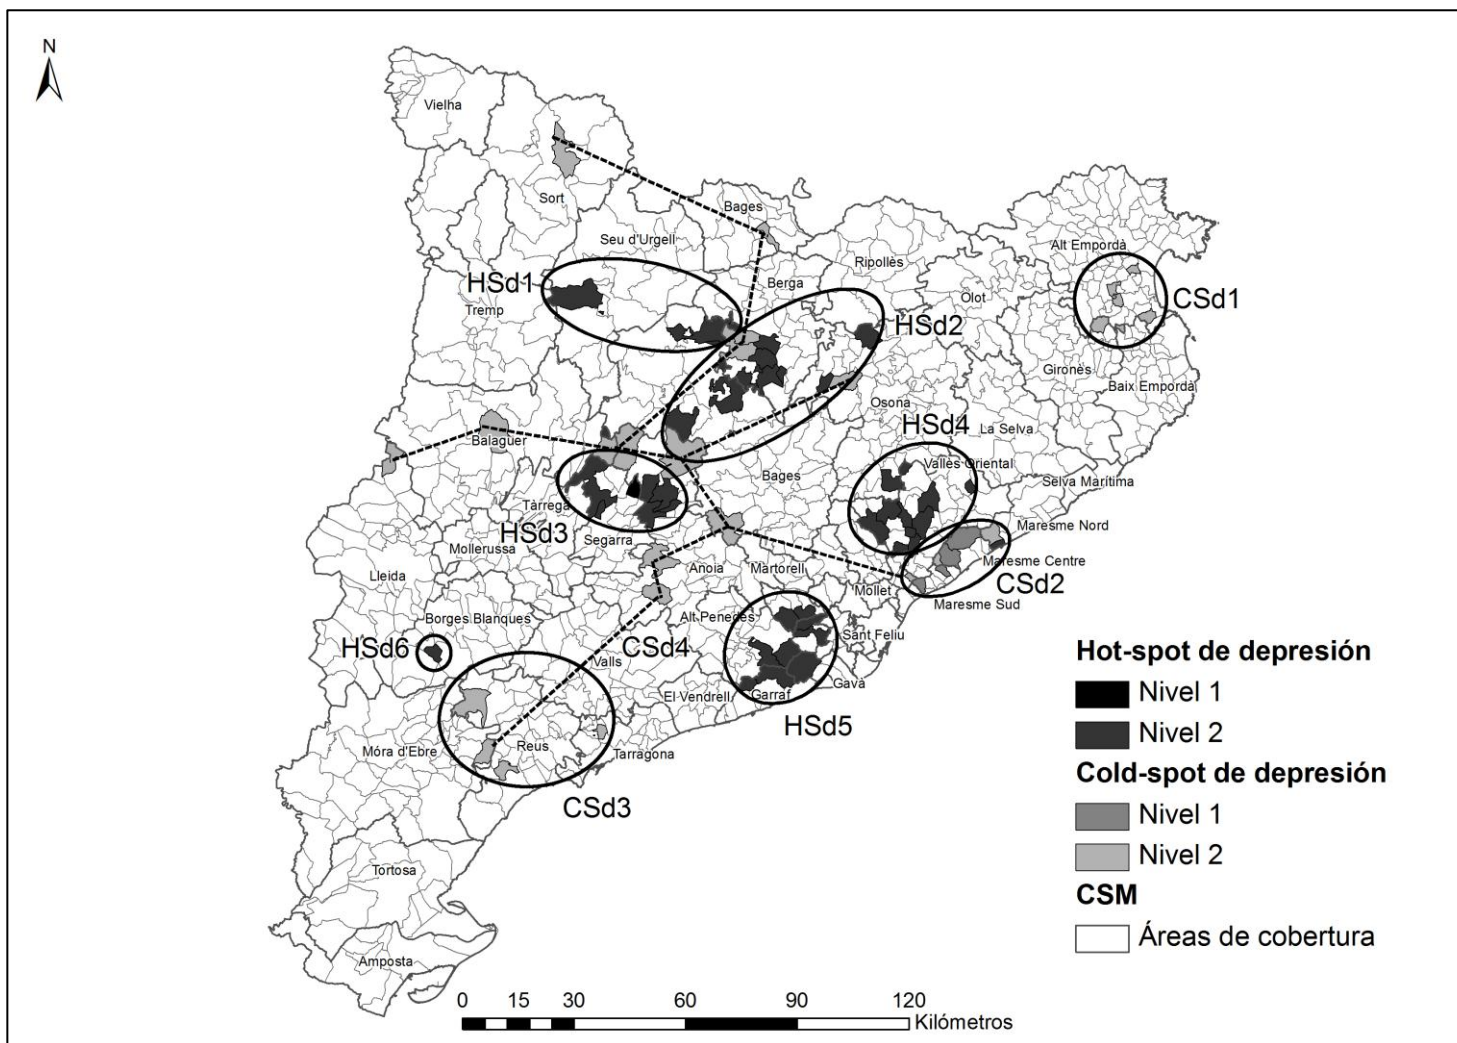 N
Vielha
Sort
Bages
Seu d'Urgell
Alt Empordà
Ripollès
HSd1
Berga
Olot
CSd1
Tremp
HSd2
Gironès
Baix Empordà
Osona
HSd4
La Selva
Balaguer
Vallès Oriental
Bages
Selva Marítima
Tàrrega
HSd3
Maresme Nord
Segarra
Mollerussa
Maresme Centre
Lleida
Anoia
Martorell
CSd2
Mollet
Maresme Sud
Borges Blanques
Alt Penedès
HSd6
CSd4
Sant Feliu
Valls
Gavà
El Vendrell
Garraf
HSd5
Móra d'Ebre
Reus
Tarragona
CSd3
Tortosa
Amposta
Hot-spot de depresión
Nivel 1
Nivel 2
Cold-spot de depresión
Nivel 1
Nivel 2
CSM
Áreas de cobertura
0 15 30 60 90 120
Kilómetros